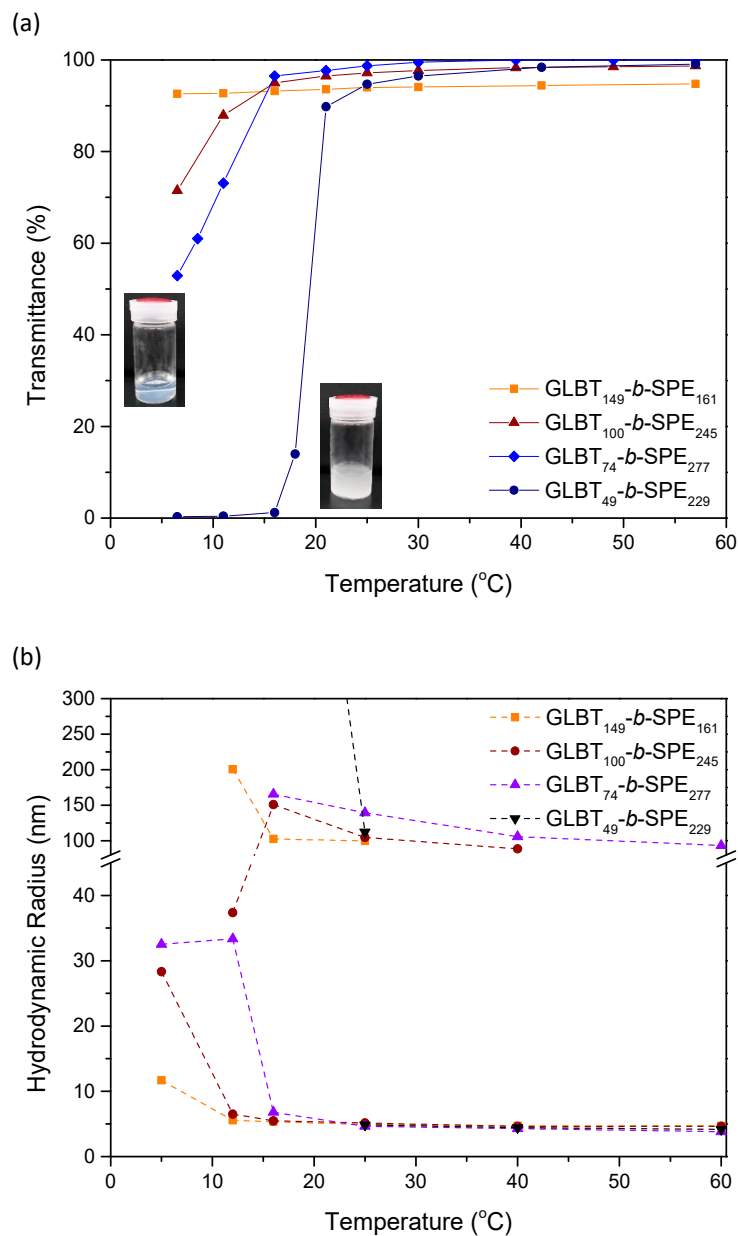 (a)
100
80
60
40
20
0
Transmittance (%)
GLBT149-b-SPE161
GLBT100-b-SPE245
GLBT74-b-SPE277
GLBT49-b-SPE229
0 10 20 30 40 50 60
Temperature (°C)
(b)
300
250
200
150
100
40
30
20
10
0
Hydrodynamic Radius (nm)
GLBT149-b-SPE161
GLBT100-b-SPE245
GLBT74-b-SPE277
GLBT49-b-SPE229
0 10 20 30 40 50 60
Temperature (°C)